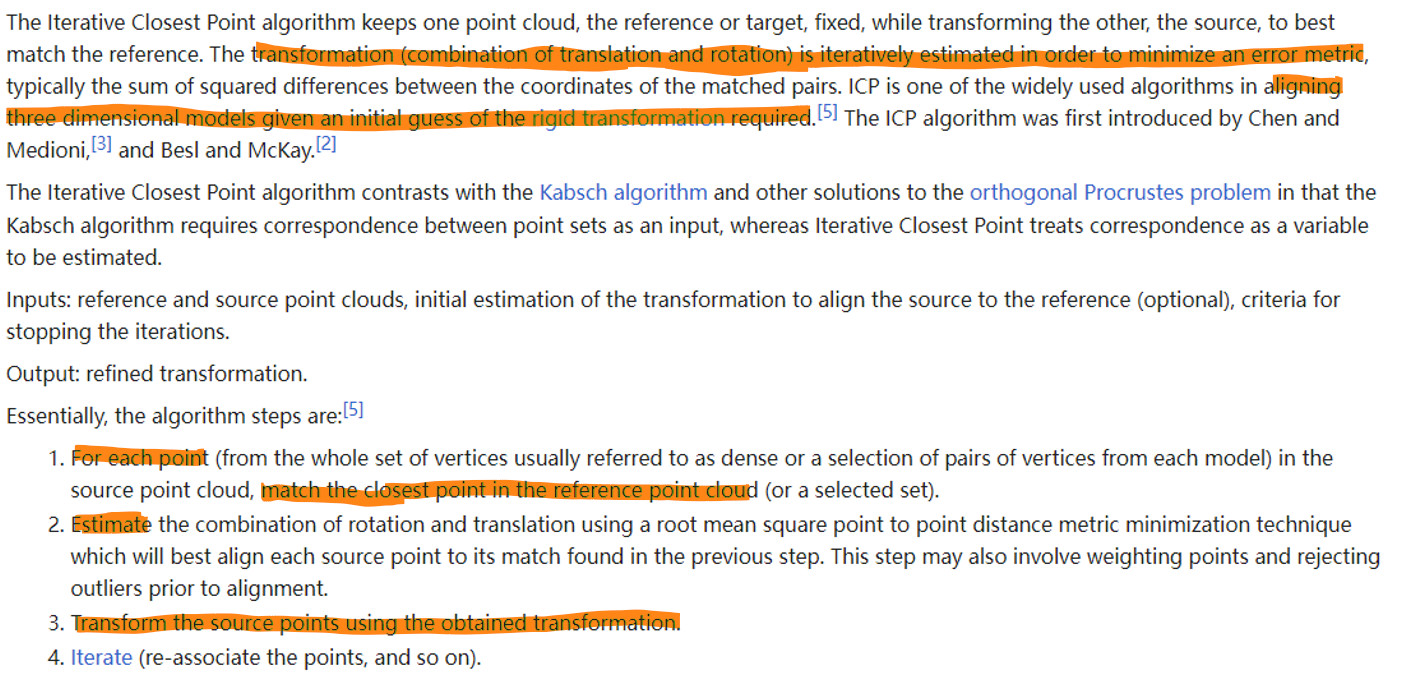 The Iterative Closest Point algorithm keeps one point cloud, the reference or target, fixed, while transforming the other, the source, to best
match the reference. The transformation (combination of translation and rotation) is iteratively estimated in order to minimize an error metric,
typically the sum of squared differences between the coordinates of the matched pairs. ICP is one of the widely used algorithms in aligning
three dimensional models given an initial guess of the rigid transformation required.[5] The ICP algorithm was first introduced by Chen and
Medioni,[3] and Besl and McKay.[2]
The Iterative Closest Point algorithm contrasts with the Kabsch algorithm and other solutions to the orthogonal Procrustes problem in that the
Kabsch algorithm requires correspondence between point sets as an input, whereas Iterative Closest Point treats correspondence as a variable
to be estimated.
Inputs: reference and source point clouds, initial estimation of the transformation to align the source to the reference (optional), criteria for
stopping the iterations.
Output: refined transformation.
Essentially, the algorithm steps are:[5]
1. For each point (from the whole set of vertices usually referred to as dense or a selection of pairs of vertices from each model) in the
source point cloud, match the closest point in the reference point cloud (or a selected set).
2. Estimate the combination of rotation and translation using a root mean square point to point distance metric minimization technique
which will best align each source point to its match found in the previous step. This step may also involve weighting points and rejecting
outliers prior to alignment.
3. Transform the source points using the obtained transformation.
4. Iterate (re-associate the points, and so on).